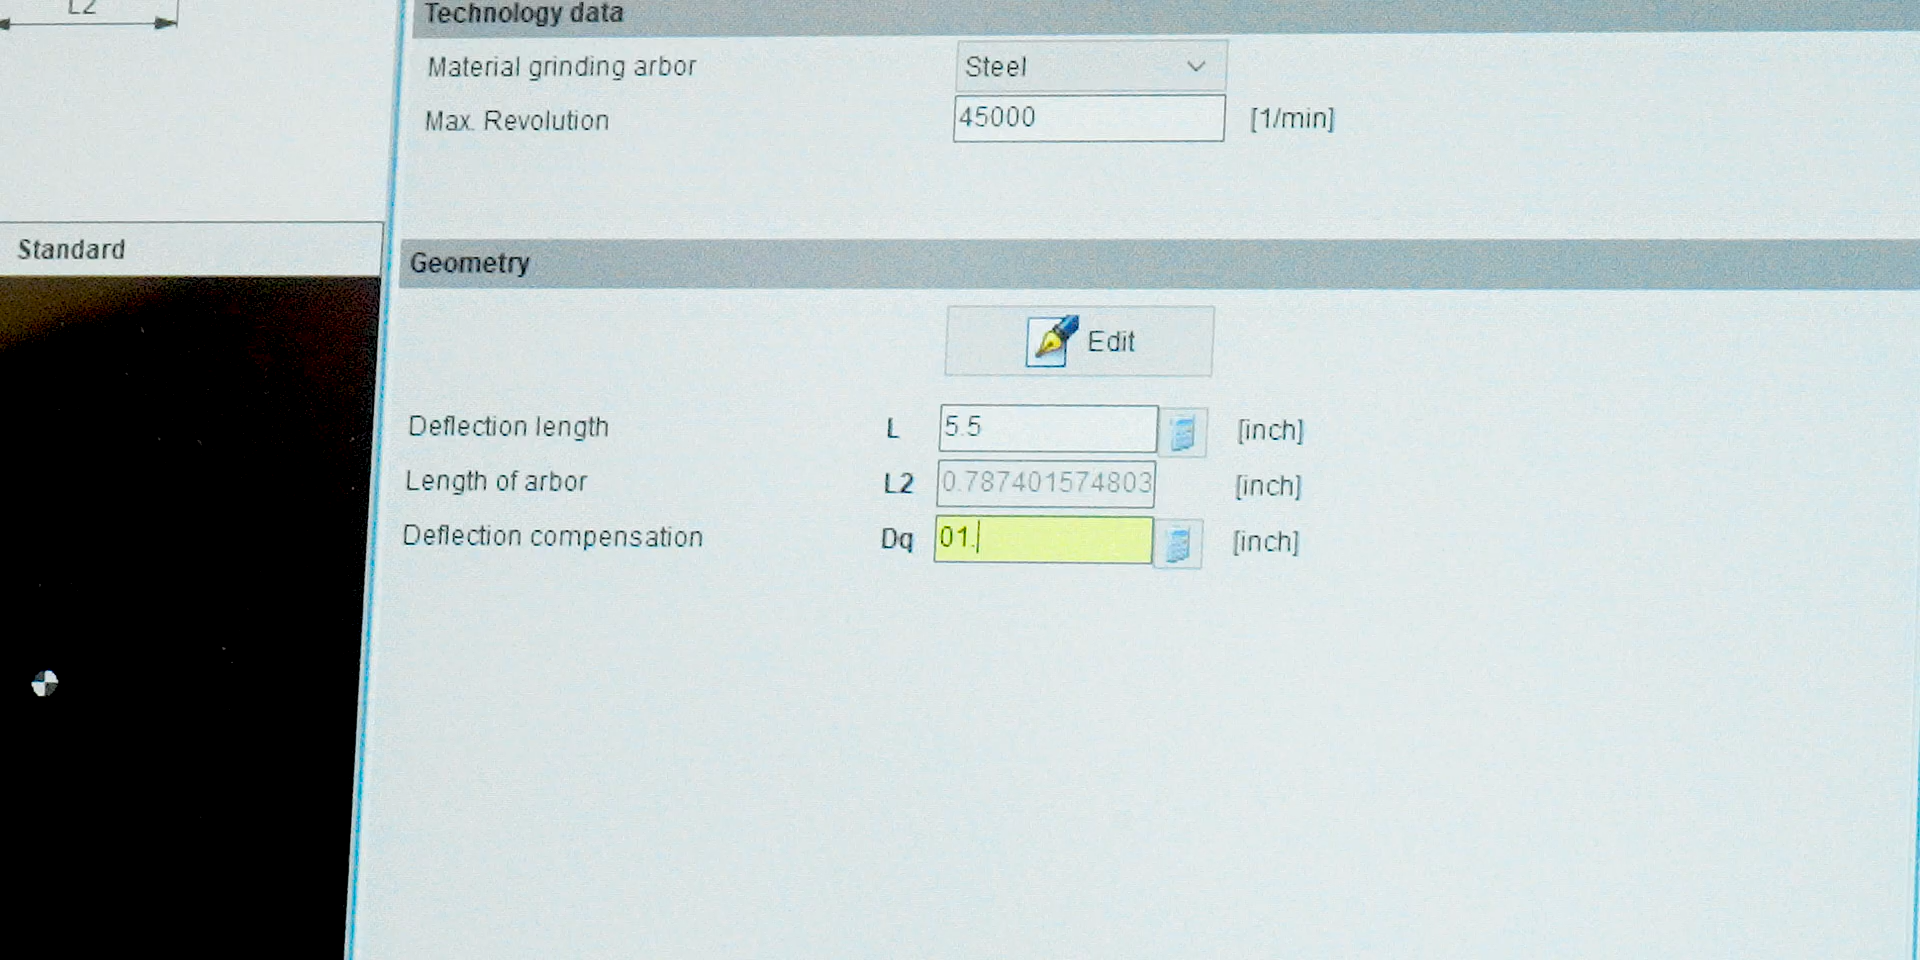 L2
Technology data
Material grinding arbor Steel
Max. Revolution 45000 [1/min]
Standard
Geometry
Edit
Deflection length L 5.5 [inch]
Length of arbor L2 0.787401574803 [inch]
Deflection compensation Dq 01. [inch]